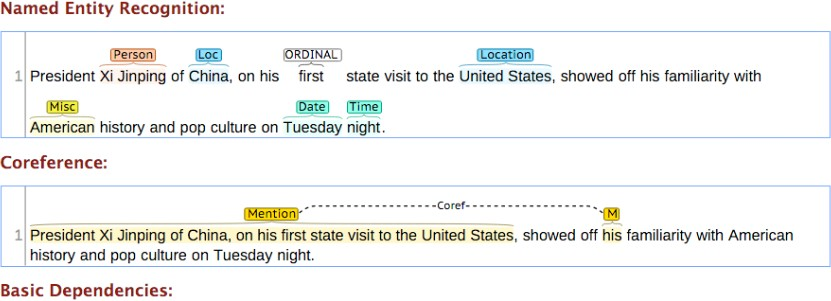 Named Entity Recognition:
Person Loc ORDINAL Location
1 President Xi Jinping of China, on his first state visit to the United States, showed off his familiarity with
Misc Date Time
American history and pop culture on Tuesday night.
Coreference:
Mention Coref M
1 President Xi Jinping of China, on his first state visit to the United States, showed off his familiarity with American
history and pop culture on Tuesday night.
Basic Dependencies: